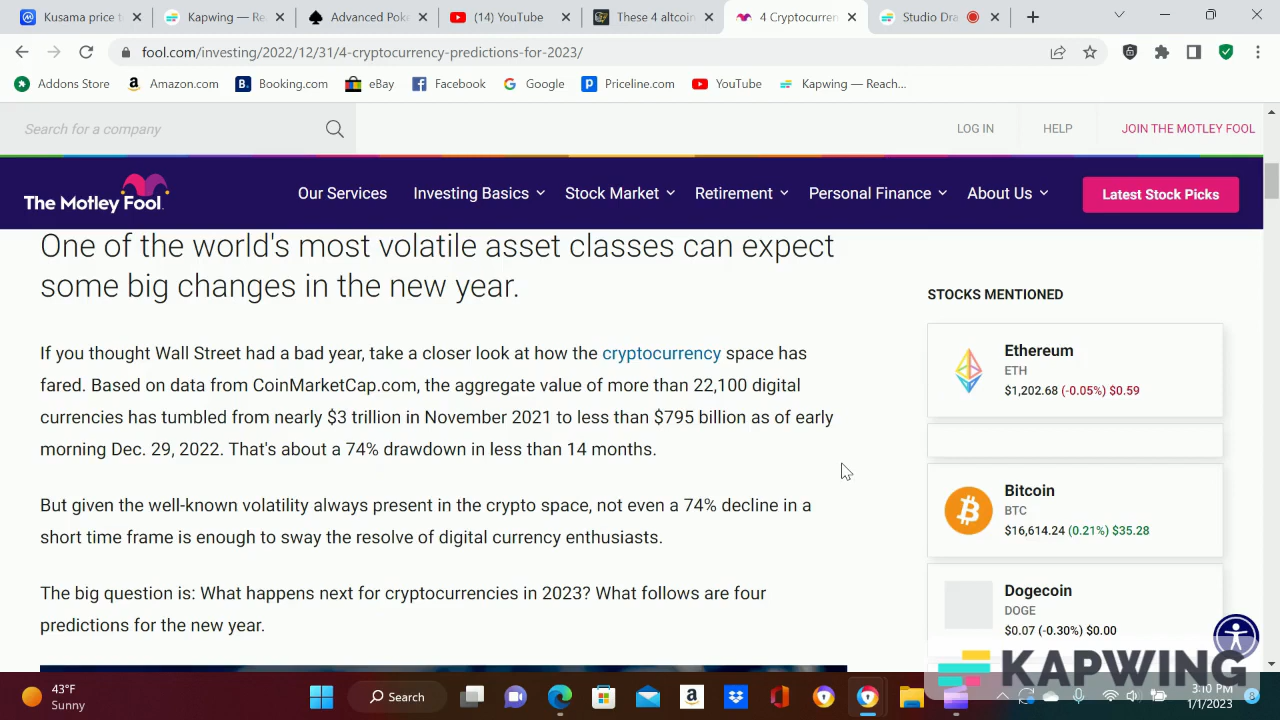 Kusama price t
Kapwing — Rea
Advanced Pok
(14) YouTube
These 4 altcoin
4 Cryptocurren
Studio Dra
fool.com/investing/2022/12/31/4-cryptocurrency-predictions-for-2023/
Addons Store
Amazon.com
Booking.com
eBay
Facebook
Google
Priceline.com
YouTube
Kapwing — Reach...
Search for a company
LOG IN
HELP
JOIN THE MOTLEY FOOL
The Motley Fool
Our Services
Investing Basics
Stock Market
Retirement
Personal Finance
About Us
Latest Stock Picks
One of the world's most volatile asset classes can expect
some big changes in the new year.
If you thought Wall Street had a bad year, take a closer look at how the cryptocurrency space has
fared. Based on data from CoinMarketCap.com, the aggregate value of more than 22,100 digital
currencies has tumbled from nearly $3 trillion in November 2021 to less than $795 billion as of early
morning Dec. 29, 2022. That's about a 74% drawdown in less than 14 months.
But given the well-known volatility always present in the crypto space, not even a 74% decline in a
short time frame is enough to sway the resolve of digital currency enthusiasts.
The big question is: What happens next for cryptocurrencies in 2023? What follows are four
predictions for the new year.
STOCKS MENTIONED
Ethereum
ETH
$1,202.68 (-0.05%) $0.59
Bitcoin
BTC
$16,614.24 (0.21%) $35.28
Dogecoin
DOGE
$0.07 (-0.30%) $0.00
KAPWING
43°F
Sunny
Search
3:10 PM
1/1/2023
8